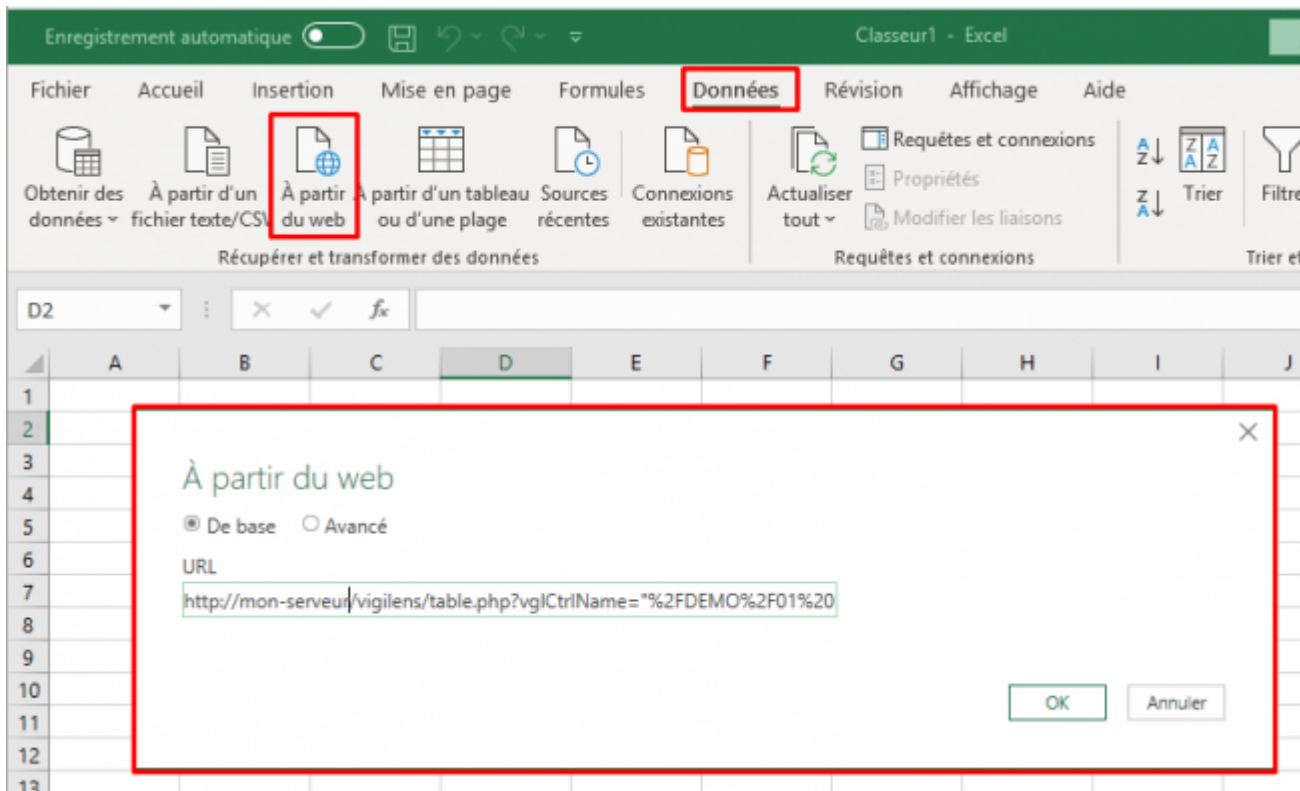 Enregistrement automatique
Classeur1 - Excel
Fichier Accueil Insertion Mise en page Formules Données Révision Affichage Aide
Obtenir des données
À partir d'un fichier texte/CSV
À partir du web
À partir d'un tableau ou d'une plage
Sources récentes
Connexions existantes
Actualiser tout
Requêtes et connexions
Propriétés
Modifier les liaisons
Trier
Filtre
Récupérer et transformer des données
Requêtes et connexions
Trier et
D2
fx
A B C D E F G H I J
1
2
3
4
5
6
7
8
9
10
11
12
13
À partir du web
De base Avancé
URL
http://mon-serveur/vigilens/table.php?vglCtrlName="%2FDEMO%2F01%20
OK Annuler